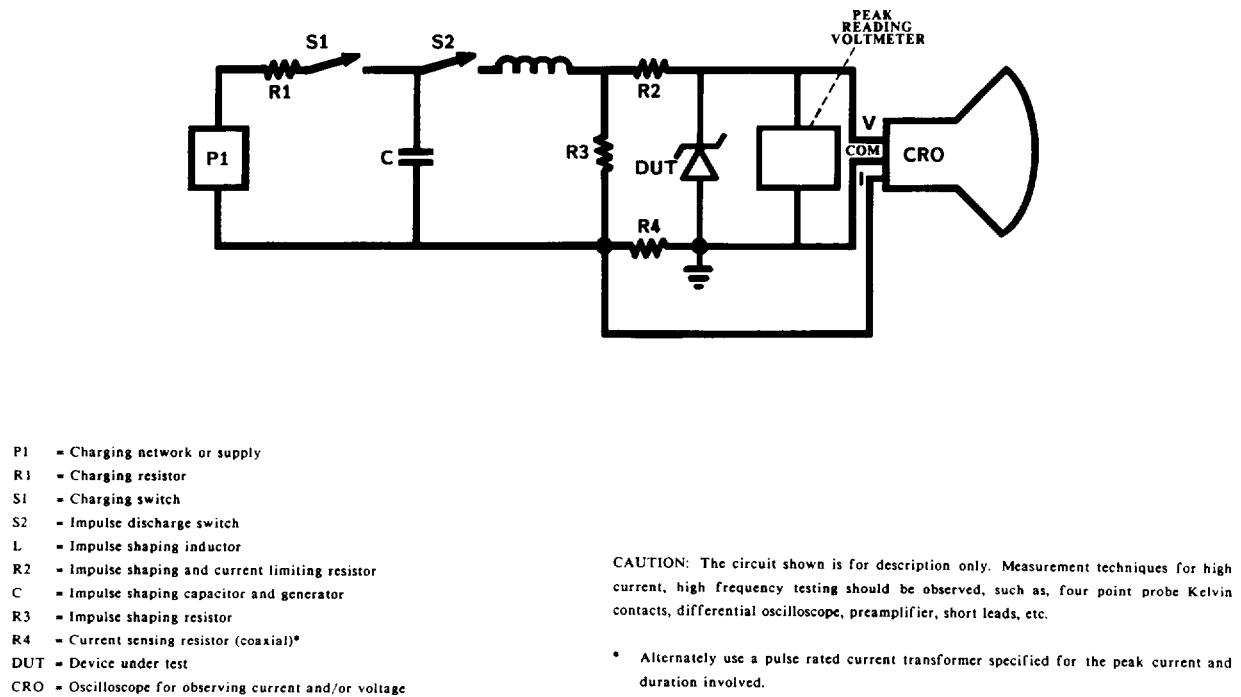 PEAK
READING
VOLTMETER
S1
S2
R1
R2
P1
C
R3
DUT
V
COM
I
CRO
R4
P1 = Charging network or supply
R1 = Charging resistor
S1 = Charging switch
S2 = Impulse discharge switch
L = Impulse shaping inductor
R2 = Impulse shaping and current limiting resistor
C = Impulse shaping capacitor and generator
R3 = Impulse shaping resistor
R4 = Current sensing resistor (coaxial)*
DUT = Device under test
CRO = Oscilloscope for observing current and/or voltage
CAUTION: The circuit shown is for description only. Measurement techniques for high
current, high frequency testing should be observed, such as, four point probe Kelvin
contacts, differential oscilloscope, preamplifier, short leads, etc.
* Alternately use a pulse rated current transformer specified for the peak current and
duration involved.